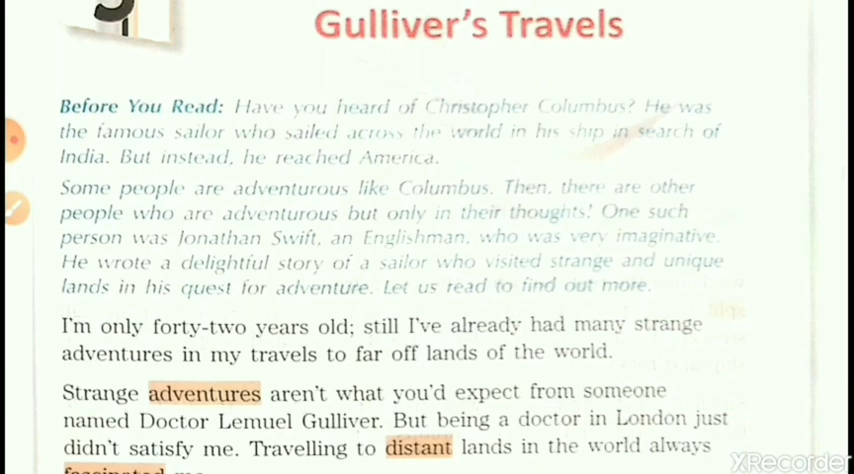 Gulliver's Travels
Before You Read: Have you heard of Christopher Columbus? He was
the famous sailor who sailed across the world in his ship in search of
India. But instead, he reached America.
Some people are adventurous like Columbus. Then, there are other
people who are adventurous but only in their thoughts! One such
person was Jonathan Swift, an Englishman, who was very imaginative.
He wrote a delightful story of a sailor who visited strange and unique
lands in his quest for adventure. Let us read to find out more.
I'm only forty-two years old; still I've already had many strange
adventures in my travels to far off lands of the world.
Strange adventures aren't what you'd expect from someone
named Doctor Lemuel Gulliver. But being a doctor in London just
didn't satisfy me. Travelling to distant lands in the world always
fascinated me
XRecorder